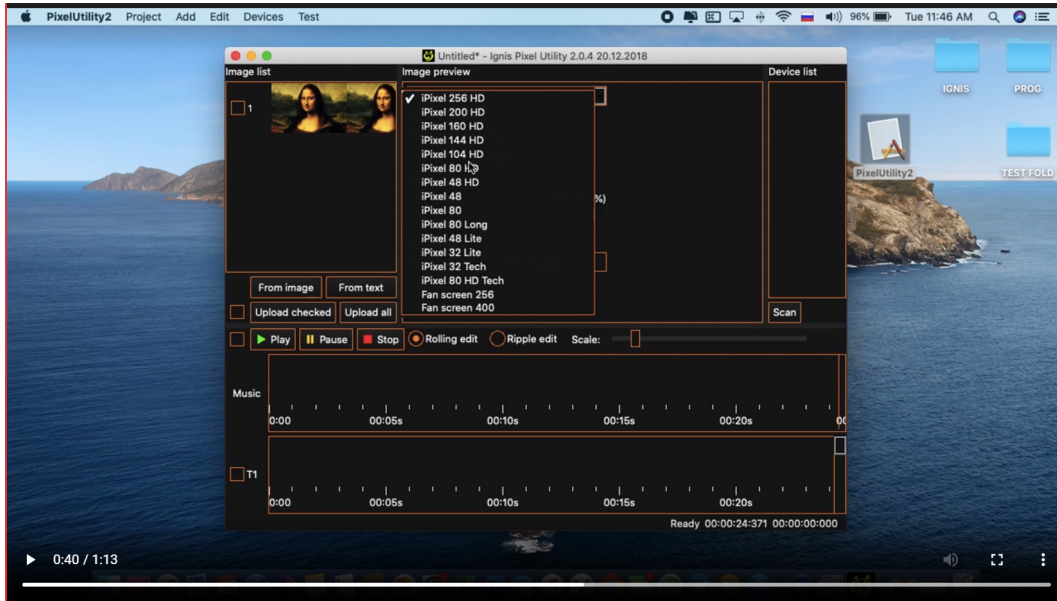 PixelUtility2 Project Add Edit Devices Test 96% Tue 11:46 AM
Untitled* - Ignis Pixel Utility 2.0.4 20.12.2018
Image list Image preview Device list
IGNIS PROG
1
iPixel 256 HD
iPixel 200 HD
iPixel 160 HD
iPixel 144 HD
iPixel 104 HD
iPixel 80 HD
iPixel 48 HD
iPixel 48
iPixel 80
iPixel 80 Long
iPixel 48 Lite
iPixel 32 Lite
iPixel 32 Tech
iPixel 80 HD Tech
Fan screen 256
Fan screen 400
%)
PixelUtility2 TEST FOLD
From image From text
Upload checked Upload all Scan
Play Pause Stop Rolling edit Ripple edit Scale:
Music
0:00 00:05s 00:10s 00:15s 00:20s
T1
0:00 00:05s 00:10s 00:15s 00:20s
Ready 00:00:24:371 00:00:00:000
0:40 / 1:13